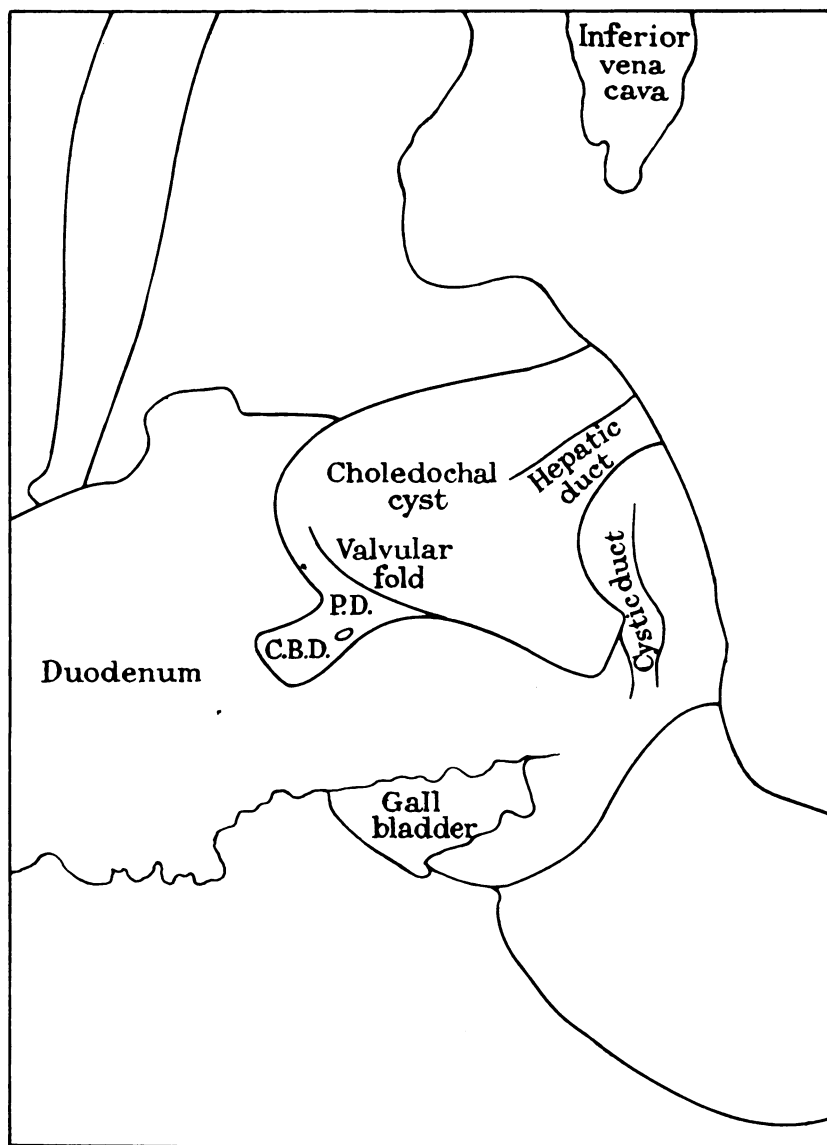 Inferior
vena
cava
Hepatic
duct
Choledochal
cyst
Valvular
fold
Cystic duct
P.D.
C.B.D.
Duodenum
Gall
bladder